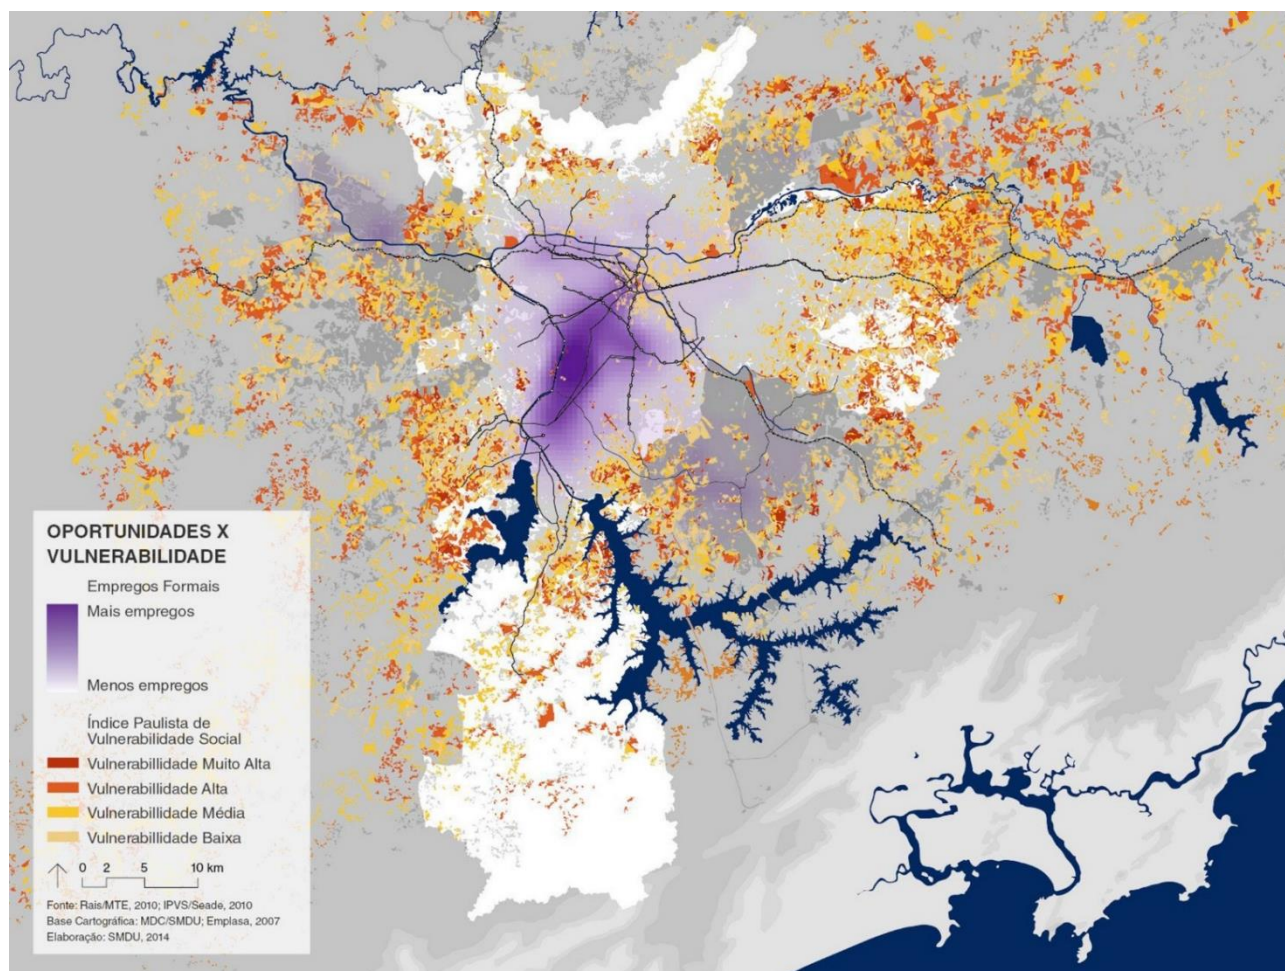 OPORTUNIDADES X
VULNERABILIDADE
Empregos Formais
Mais empregos
Menos empregos
Índice Paulista de
Vulnerabilidade Social
Vulnerabillidade Muito Alta
Vulnerabillidade Alta
Vulnerabillidade Média
Vulnerabillidade Baixa
0 2 5 10 km
Fonte: Rais/MTE, 2010; IPVS/Seade, 2010
Base Cartográfica: MDC/SMDU; Emplasa, 2007
Elaboração: SMDU, 2014